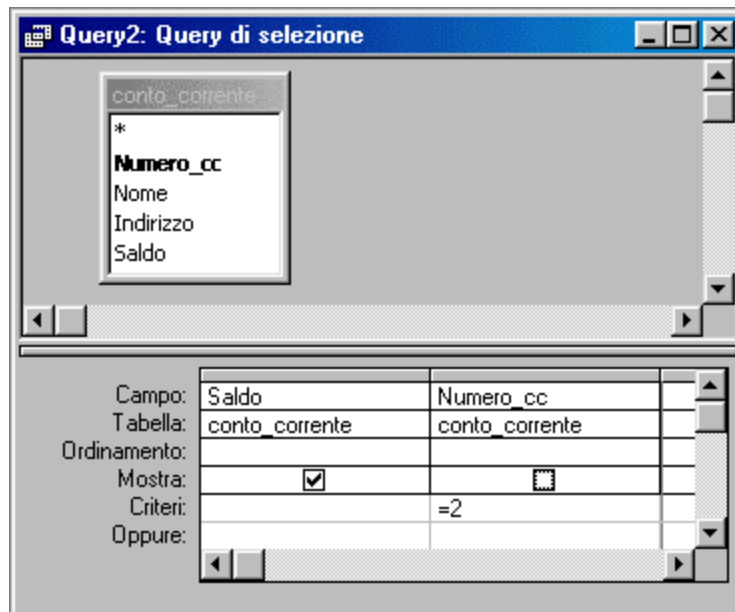 Query2: Query di selezione
conto_corrente
*
Numero_cc
Nome
Indirizzo
Saldo
Campo: Saldo Numero_cc
Tabella: conto_corrente conto_corrente
Ordinamento:
Mostra:
Criteri: =2
Oppure: